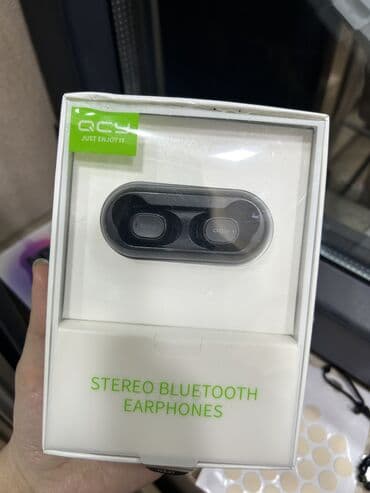 QCY
JUST ENJOY IT
STEREO BLUETOOTH
EARPHONES